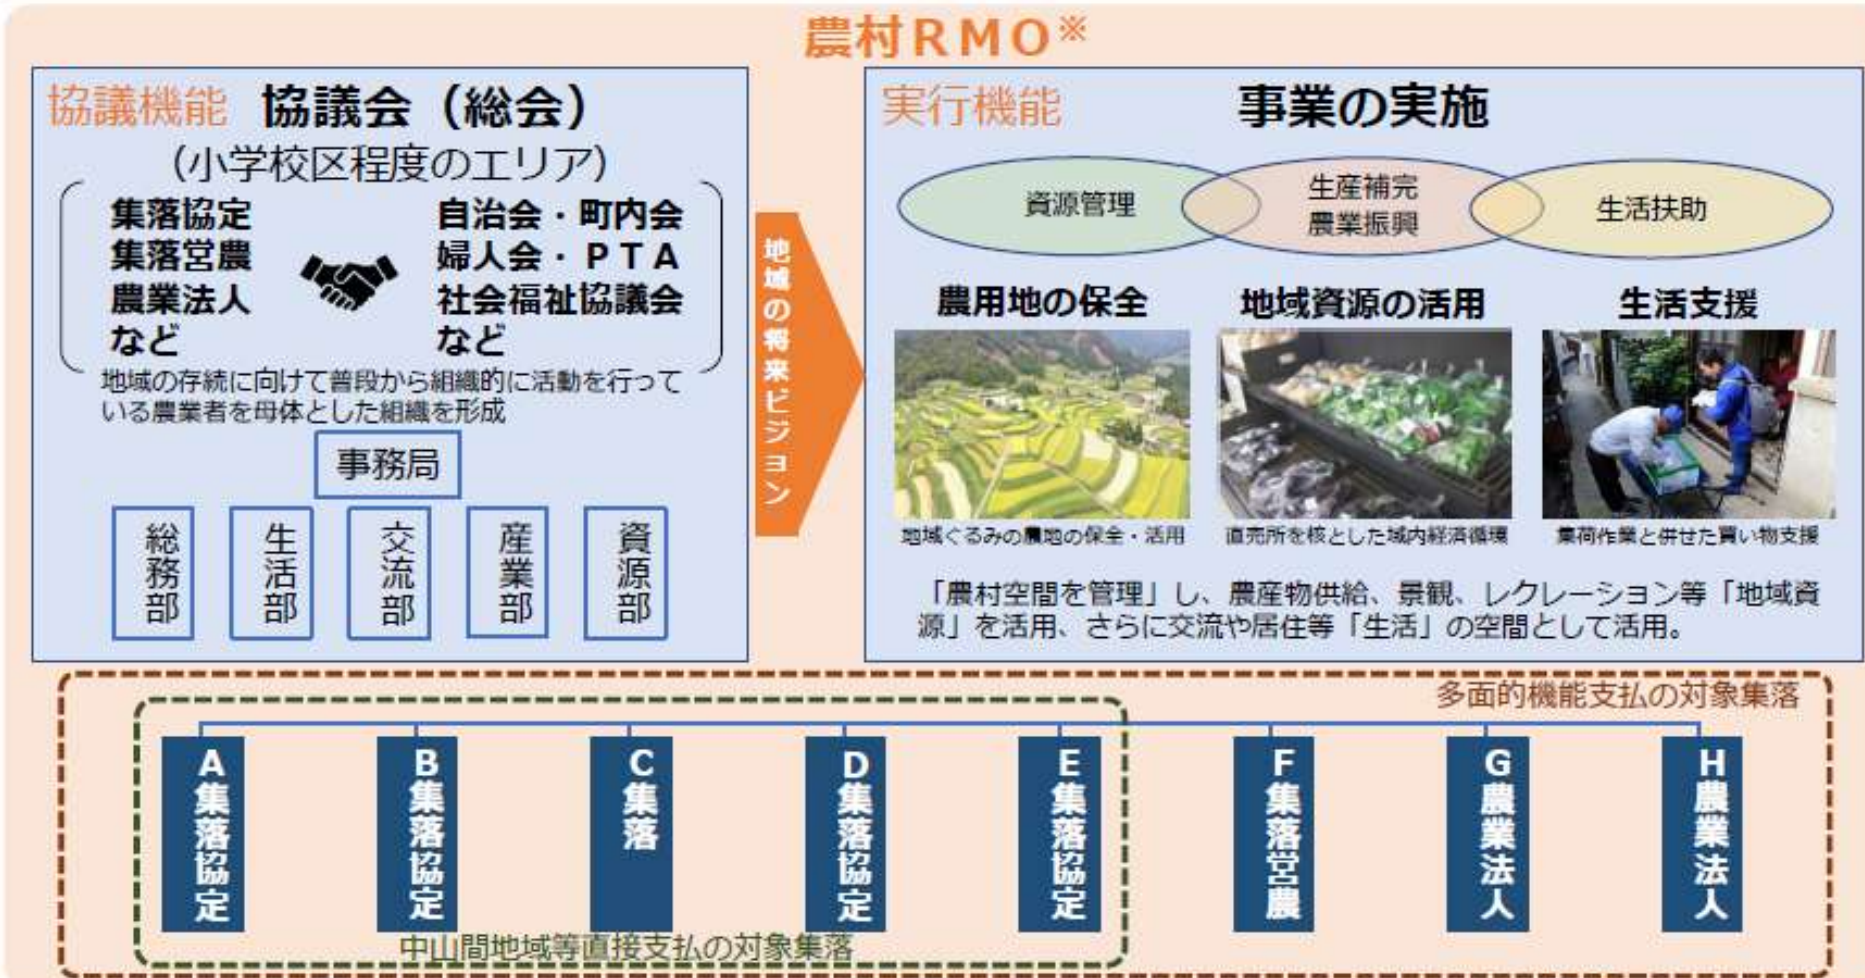 農村ＲＭＯ※
協議機能 協議会（総会）
（小学校区程度のエリア）
集落協定
集落営農
農業法人
など
自治会・町内会
婦人会・ＰＴＡ
社会福祉協議会
など
地域の存続に向けて普段から組織的に活動を行って
いる農業者を母体とした組織を形成
事務局
総務部
生活部
交流部
産業部
資源部
地域の将来ビジョン
実行機能 事業の実施
資源管理
生産補完
農業振興
生活扶助
農用地の保全
地域資源の活用
生活支援
地域ぐるみの農地の保全・活用
直売所を核とした域内経済循環
集荷作業と併せた買い物支援
「農村空間を管理」し、農産物供給、景観、レクレーション等「地域資
源」を活用、さらに交流や居住等「生活」の空間として活用。
多面的機能支払の対象集落
A集落協定
B集落協定
C集落
D集落協定
E集落協定
F集落営農
G農業法人
H農業法人
中山間地域等直接支払の対象集落